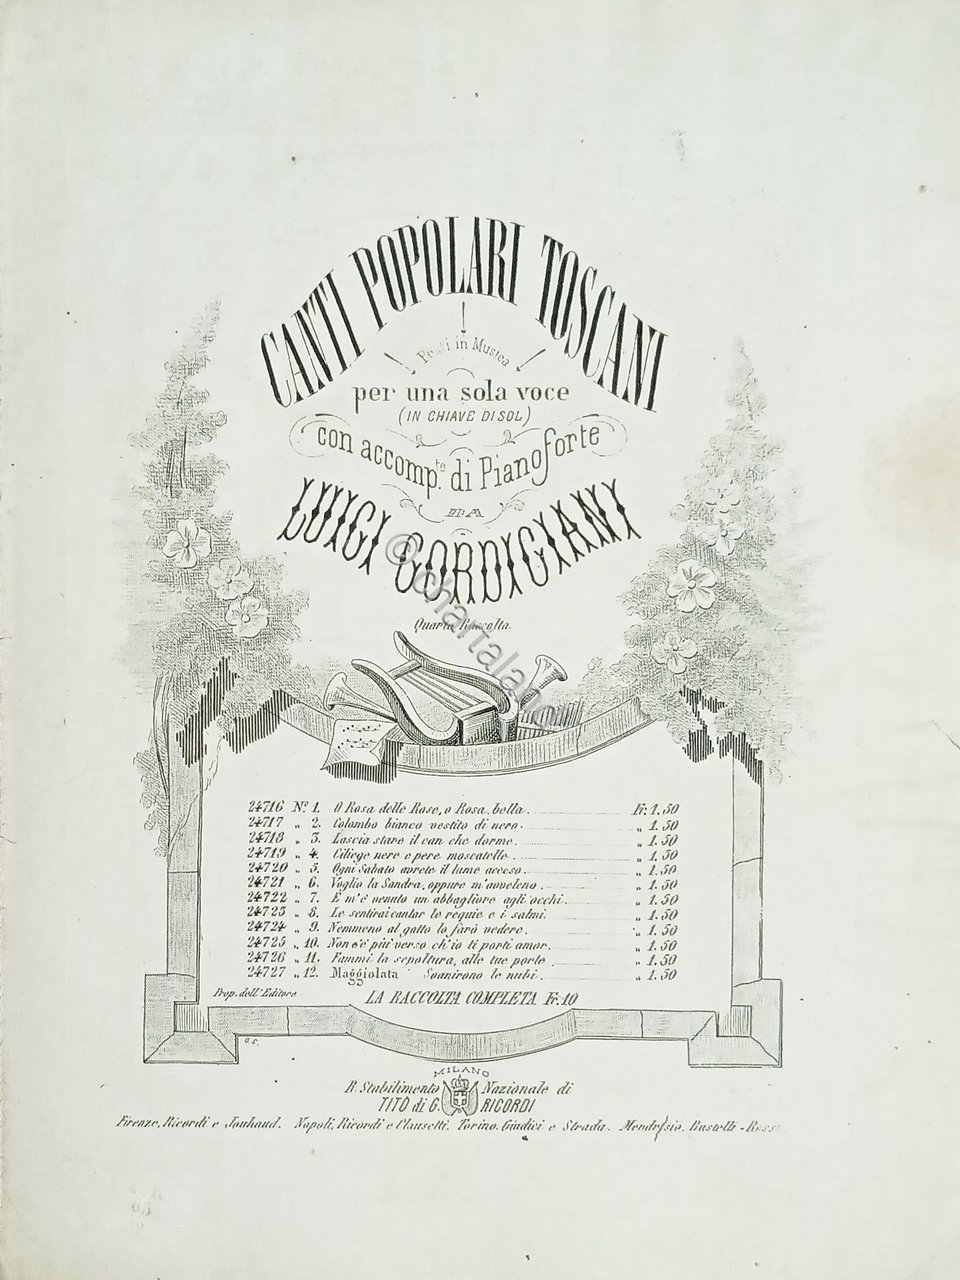 CANTI POPOLARI TOSCANI
Posti in Musica
per una sola voce
(IN CHIAVE DI SOL)
con accomp.to di Pianoforte
DA
LUIGI GORDIGIANI
Quarta Raccolta
24716 N.º 1. O Rosa delle Rose, o Rosa bella. Fr. 1.50
24717 „ 2. Colombo bianco vestito di nero. „ 1.50
24718 „ 3. Lascia stare il can che dorme. „ 1.50
24719 „ 4. Ciliege nere e pere moscatelle. „ 1.50
24720 „ 5. Ogni Sabato avrete il lume acceso. „ 1.50
24721 „ 6. Voglio la Sandra, oppure m'avveleno. „ 1.50
24722 „ 7. E m'è venuto un abbagliore agli occhi. „ 1.50
24723 „ 8. Le sentirai cantar le requie e i salmi. „ 1.50
24724 „ 9. Nemmeno al gatto lo farò vedere. „ 1.50
24725 „ 10. Non v'è più verso ch'io ti porti amor. „ 1.50
24726 „ 11. Fammi la sepoltura, alle tue porte. „ 1.50
24727 „ 12. Maggiolata Svanirono le nubi. „ 1.50
Prop. dell'Editore
LA RACCOLTA COMPLETA Fr. 10
G.S.
MILANO
R. Stabilimento Nazionale di
TITO di G. RICORDI
Firenze, Ricordi e Jouhaud. Napoli, Ricordi e Clausetti. Torino, Giudici e Strada. Mendrisio, Rustelli-Rossi
© chartaland